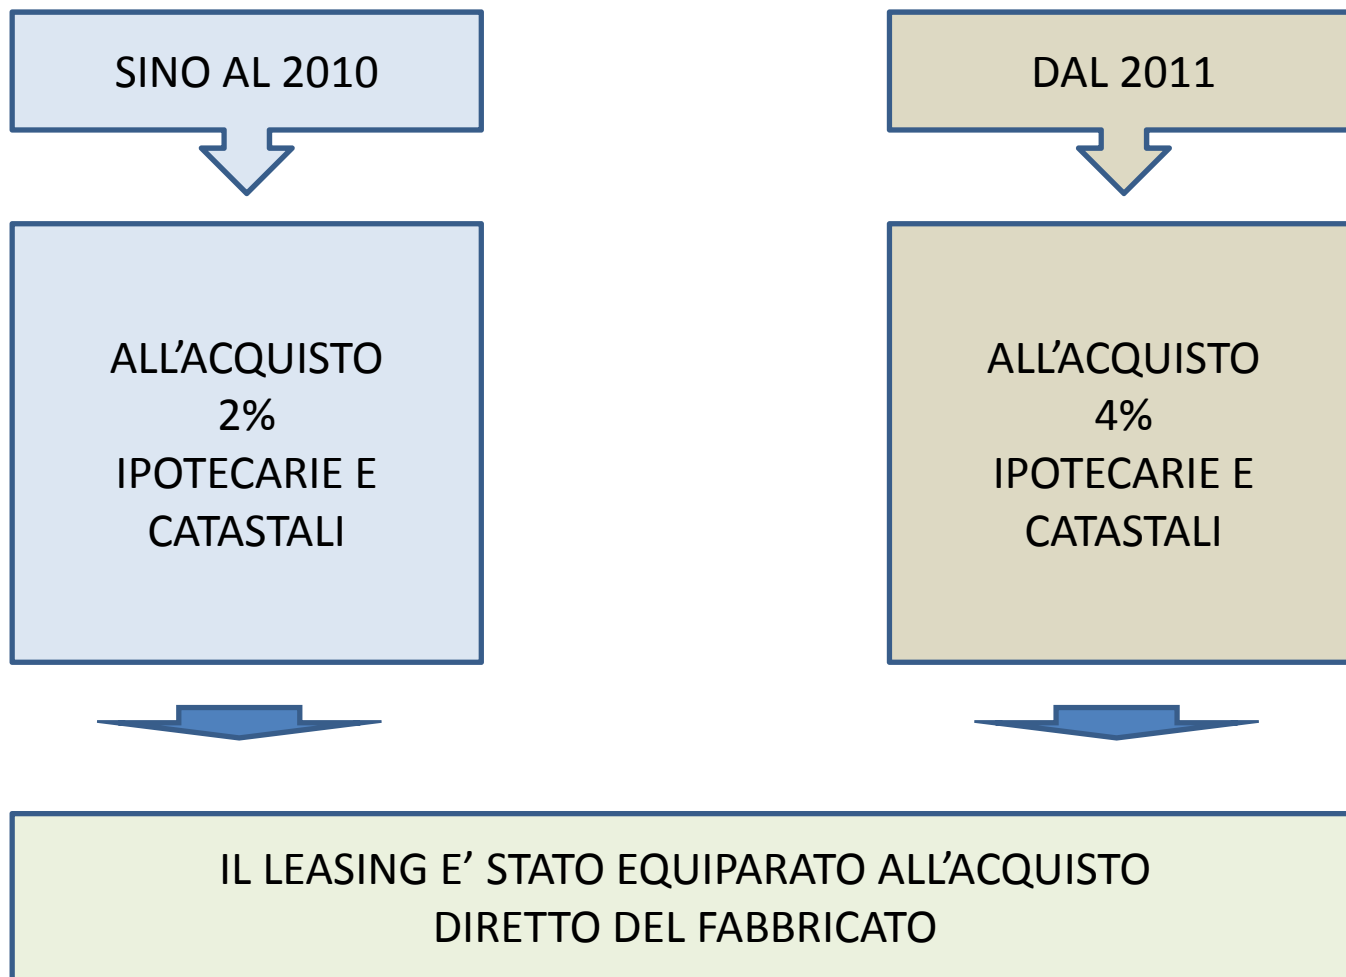 SINO AL 2010
DAL 2011
ALL’ACQUISTO
2%
IPOTECARIE E
CATASTALI
ALL’ACQUISTO
4%
IPOTECARIE E
CATASTALI
IL LEASING E’ STATO EQUIPARATO ALL’ACQUISTO
DIRETTO DEL FABBRICATO